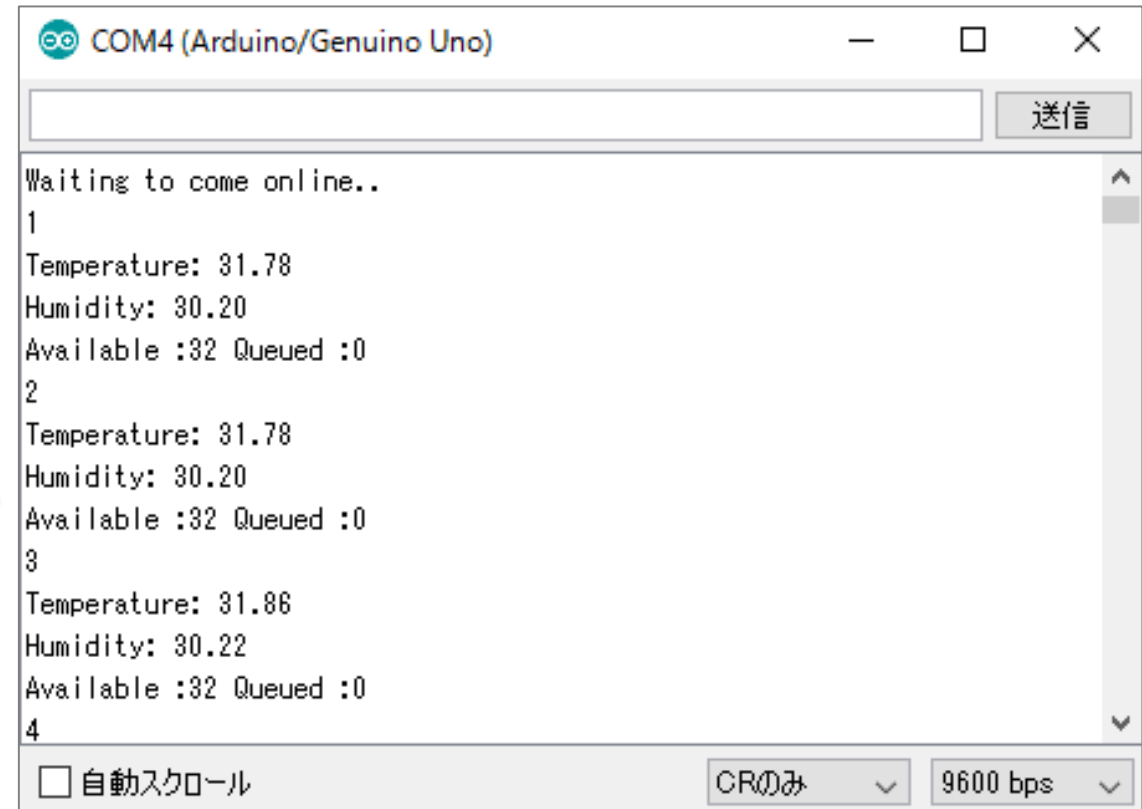 COM4 (Arduino/Genuino Uno)
送信
Waiting to come online..
1
Temperature: 31.78
Humidity: 30.20
Available :32 Queued :0
2
Temperature: 31.78
Humidity: 30.20
Available :32 Queued :0
3
Temperature: 31.86
Humidity: 30.22
Available :32 Queued :0
4
自動スクロール CRのみ 9600 bps